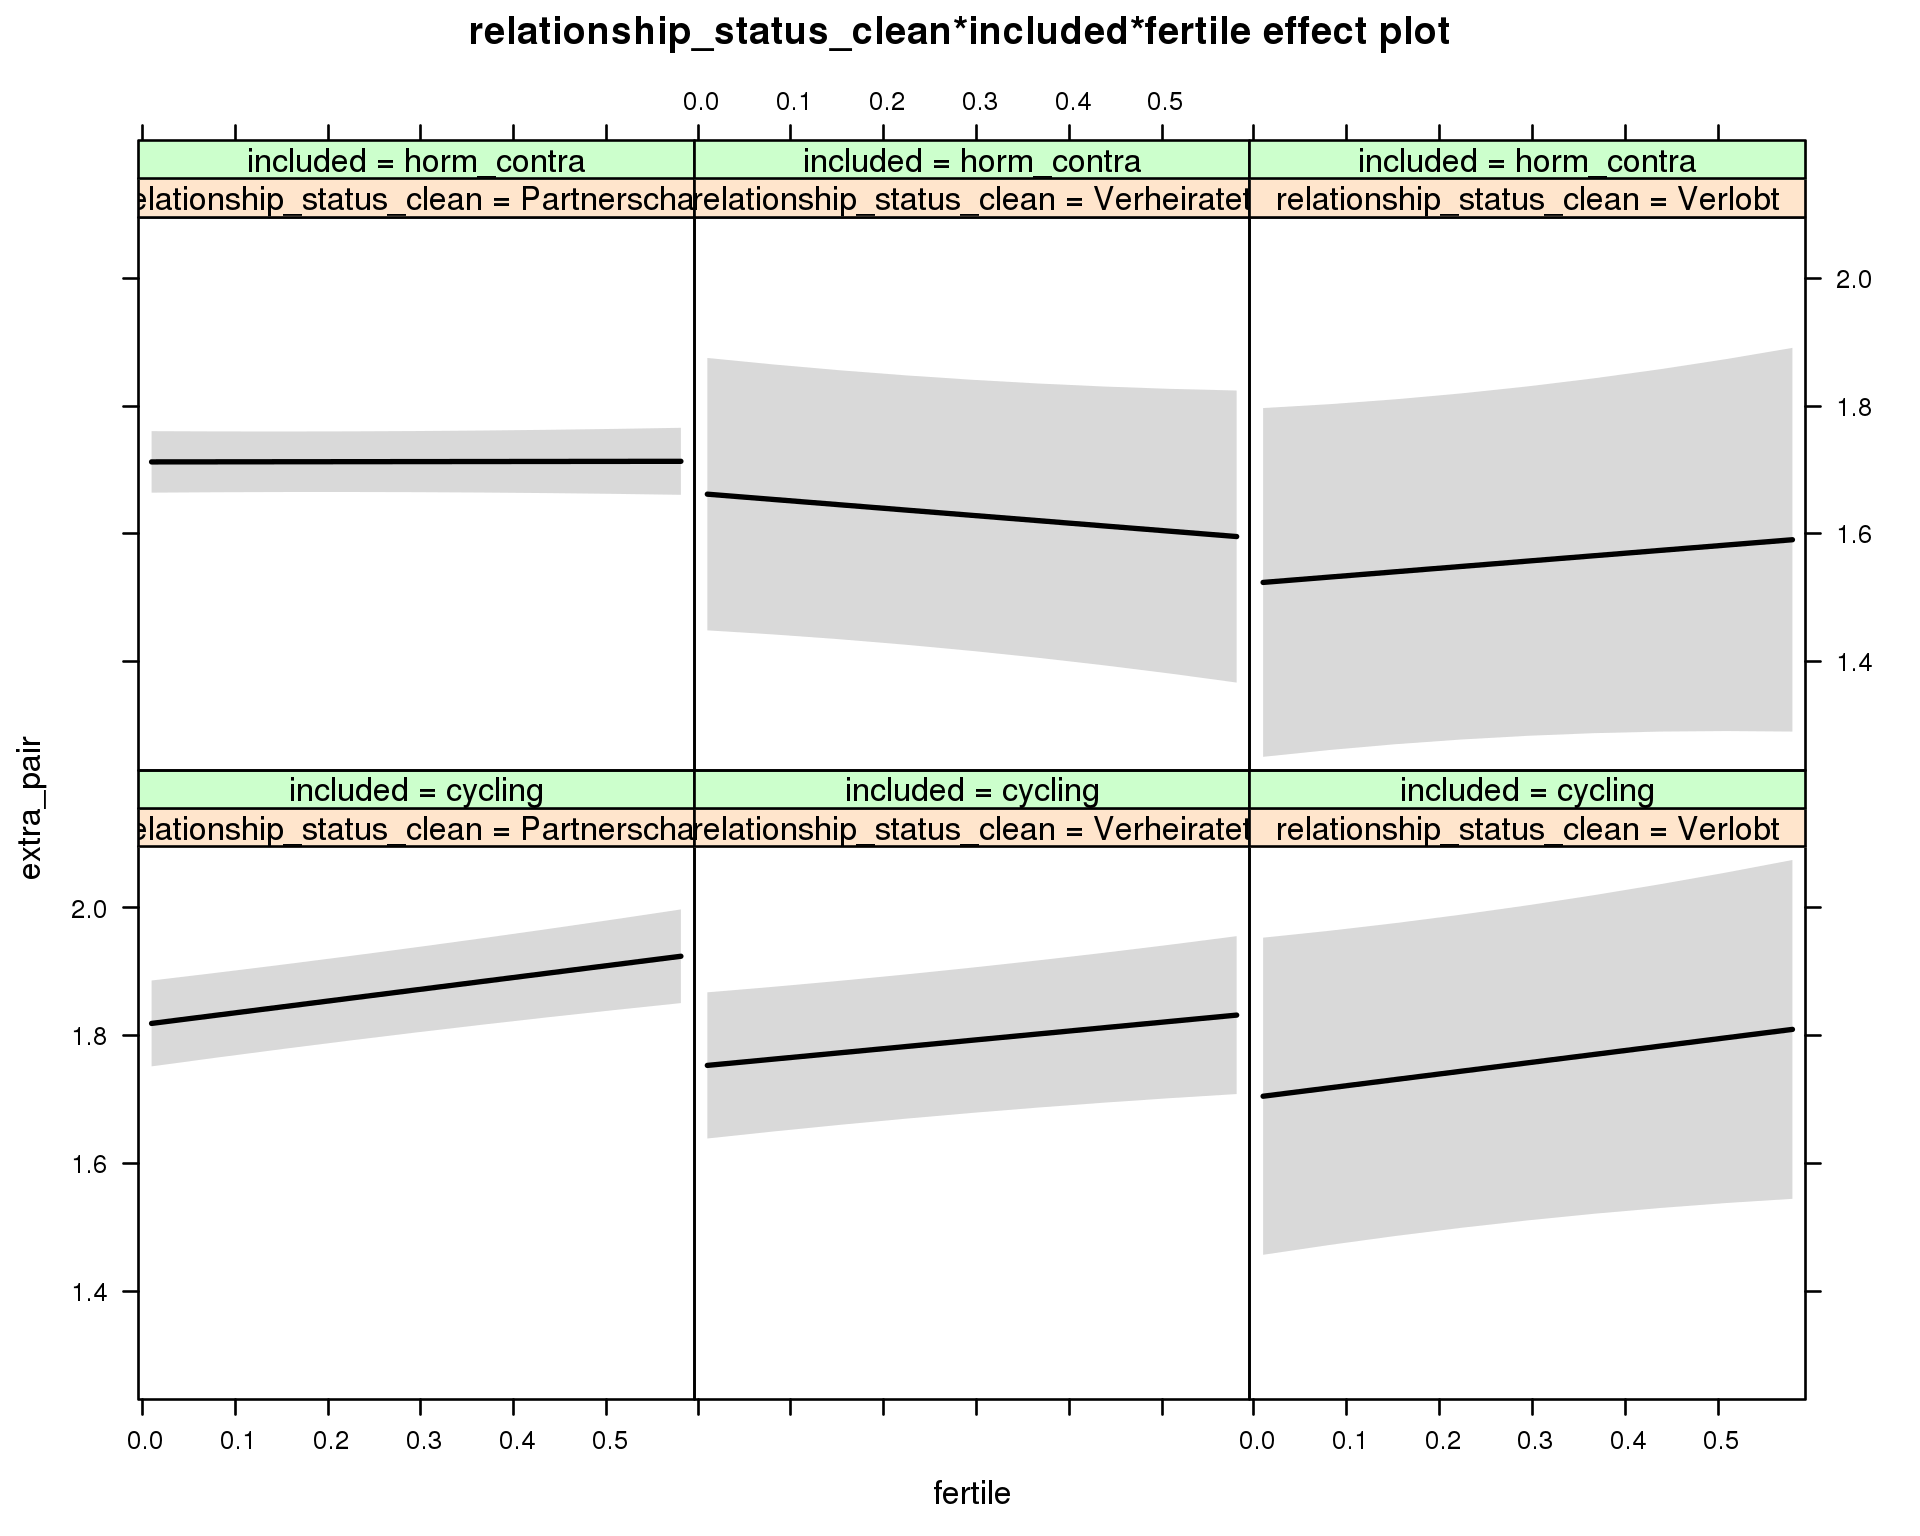 relationship_status_clean*included*fertile effect plot
0.0 0.1 0.2 0.3 0.4 0.5
included = horm_contra included = horm_contra included = horm_contra
elationship_status_clean = Partnerscha relationship_status_clean = Verheiratet relationship_status_clean = Verlobt
2.0
1.8
1.6
1.4
extra_pair
included = cycling included = cycling included = cycling
elationship_status_clean = Partnerscha relationship_status_clean = Verheiratet relationship_status_clean = Verlobt
2.0
1.8
1.6
1.4
0.0 0.1 0.2 0.3 0.4 0.5 0.0 0.1 0.2 0.3 0.4 0.5
fertile